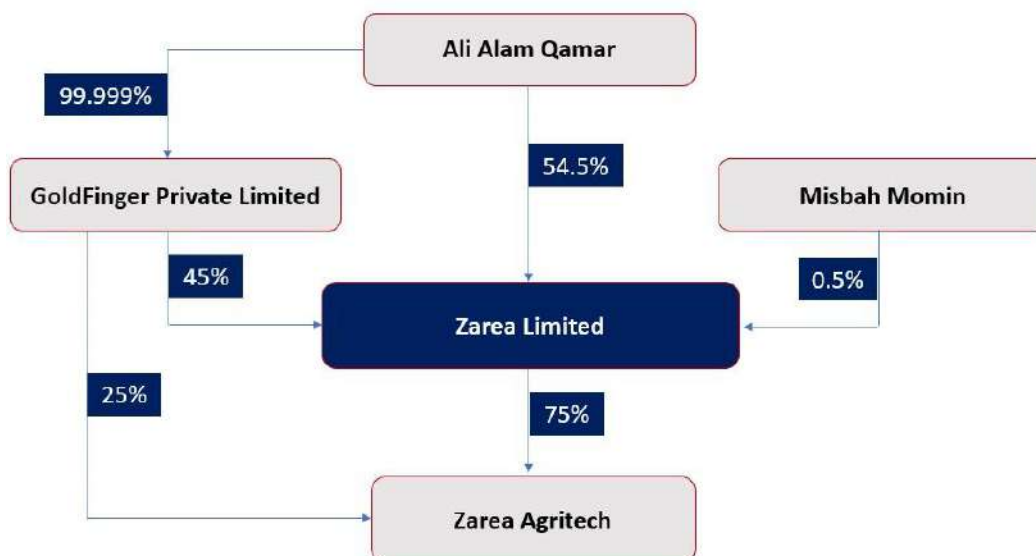 Ali Alam Qamar
99.999%
54.5%
GoldFinger Private Limited
Misbah Momin
45%
0.5%
Zarea Limited
25%
75%
Zarea Agritech